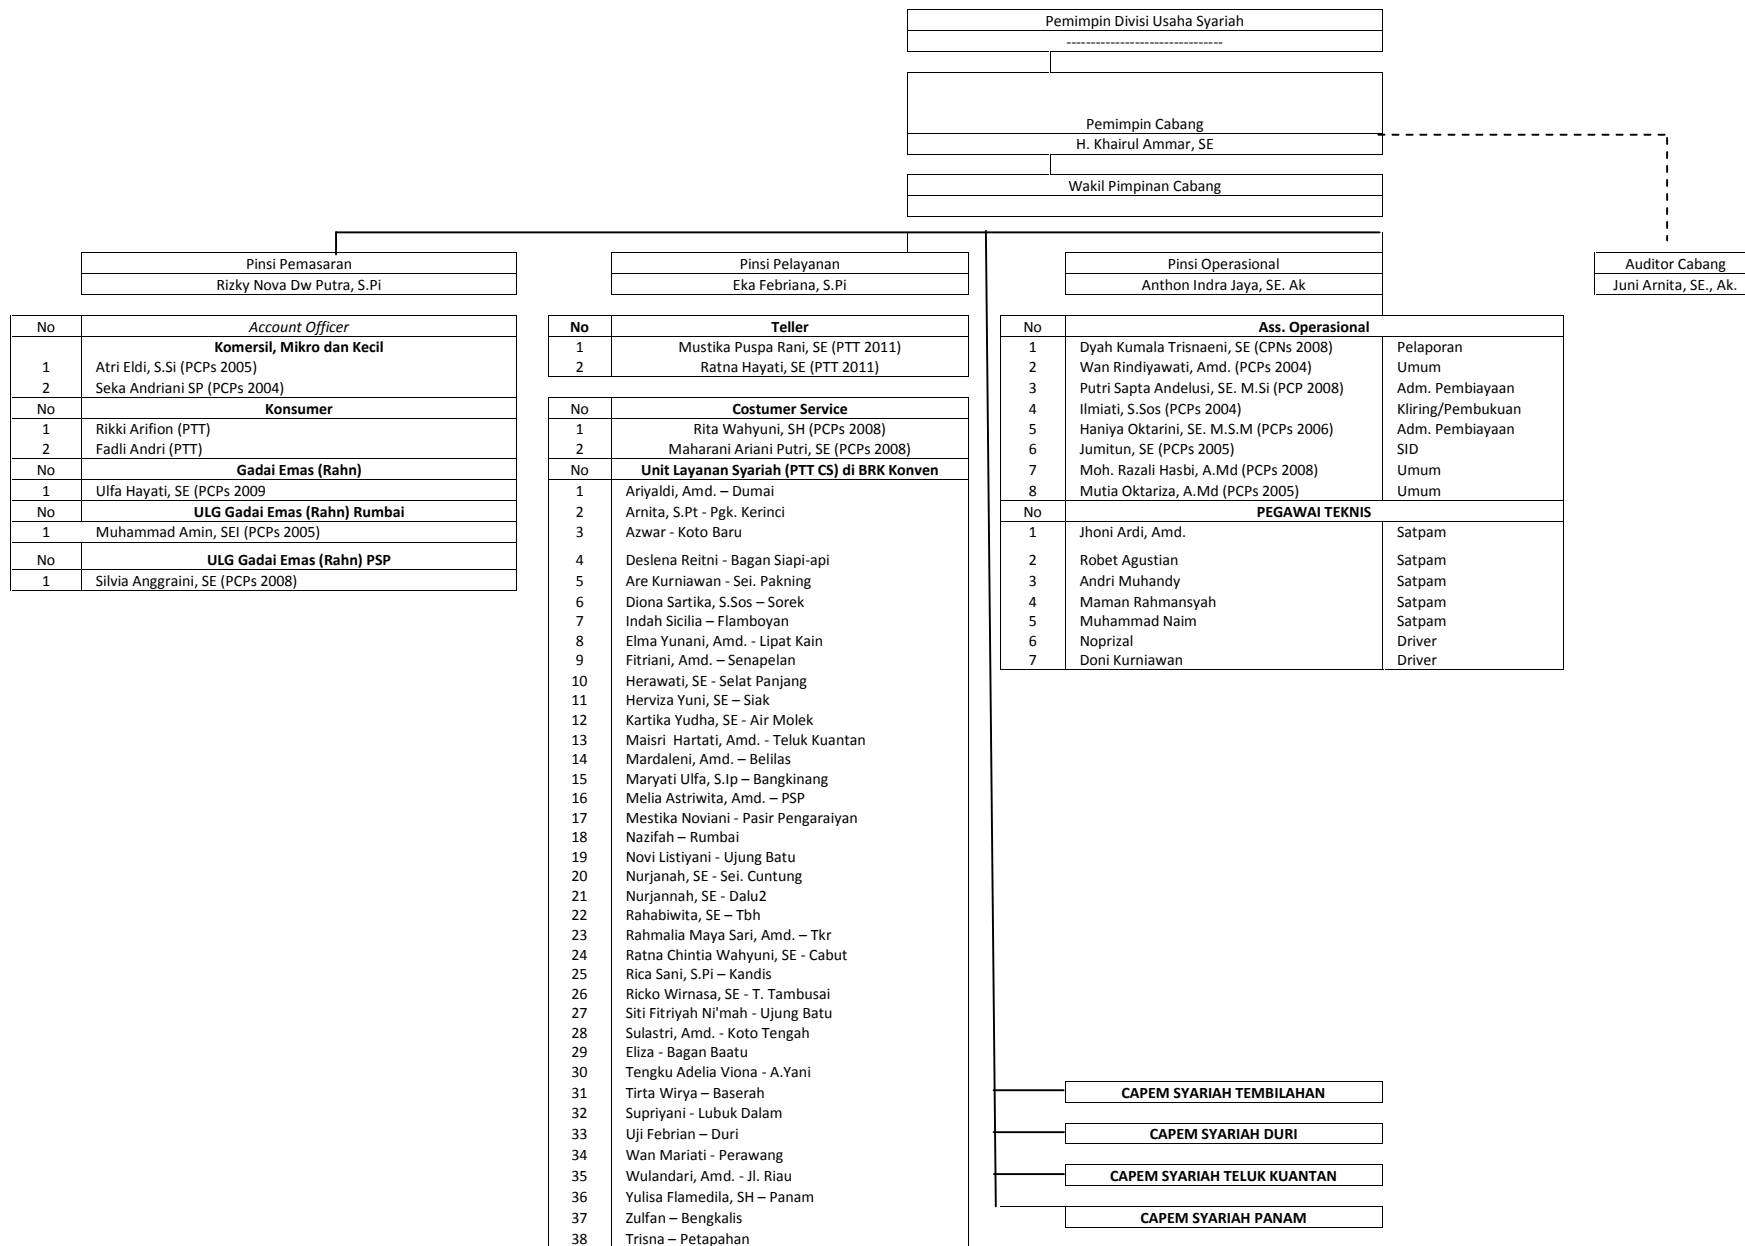 Pemimpin Divisi Usaha Syariah
--------------------------------
Pemimpin Cabang
H. Khairul Ammar, SE
Wakil Pimpinan Cabang
Pinsi Pemasaran
Rizky Nova Dw Putra, S.Pi
Pinsi Pelayanan
Eka Febriana, S.Pi
Pinsi Operasional
Anthon Indra Jaya, SE. Ak
Auditor Cabang
Juni Arnita, SE., Ak.
No Account Officer
Komersil, Mikro dan Kecil
1 Atri Eldi, S.Si (PCPs 2005)
2 Seka Andriani SP (PCPs 2004)
No Konsumer
1 Rikki Arifion (PTT)
2 Fadli Andri (PTT)
No Gadai Emas (Rahn)
1 Ulfa Hayati, SE (PCPs 2009
No ULG Gadai Emas (Rahn) Rumbai
1 Muhammad Amin, SEI (PCPs 2005)
No ULG Gadai Emas (Rahn) PSP
1 Silvia Anggraini, SE (PCPs 2008)
No Teller
1 Mustika Puspa Rani, SE (PTT 2011)
2 Ratna Hayati, SE (PTT 2011)
No Costumer Service
1 Rita Wahyuni, SH (PCPs 2008)
2 Maharani Ariani Putri, SE (PCPs 2008)
No Unit Layanan Syariah (PTT CS) di BRK Konven
1 Ariyaldi, Amd. – Dumai
2 Arnita, S.Pt - Pgk. Kerinci
3 Azwar - Koto Baru
4 Deslena Reitni - Bagan Siapi-api
5 Are Kurniawan - Sei. Pakning
6 Diona Sartika, S.Sos – Sorek
7 Indah Sicilia – Flamboyan
8 Elma Yunani, Amd. - Lipat Kain
9 Fitriani, Amd. – Senapelan
10 Herawati, SE - Selat Panjang
11 Herviza Yuni, SE – Siak
12 Kartika Yudha, SE - Air Molek
13 Maisri Hartati, Amd. - Teluk Kuantan
14 Mardaleni, Amd. – Belilas
15 Maryati Ulfa, S.Ip – Bangkinang
16 Melia Astriwita, Amd. – PSP
17 Mestika Noviani - Pasir Pengaraiyan
18 Nazifah – Rumbai
19 Novi Listiyani - Ujung Batu
20 Nurjanah, SE - Sei. Cuntung
21 Nurjannah, SE - Dalu2
22 Rahabiwita, SE – Tbh
23 Rahmalia Maya Sari, Amd. – Tkr
24 Ratna Chintia Wahyuni, SE - Cabut
25 Rica Sani, S.Pi – Kandis
26 Ricko Wirnasa, SE - T. Tambusai
27 Siti Fitriyah Ni'mah - Ujung Batu
28 Sulastri, Amd. - Koto Tengah
29 Eliza - Bagan Baatu
30 Tengku Adelia Viona - A.Yani
31 Tirta Wirya – Baserah
32 Supriyani - Lubuk Dalam
33 Uji Febrian – Duri
34 Wan Mariati - Perawang
35 Wulandari, Amd. - Jl. Riau
36 Yulisa Flamedila, SH – Panam
37 Zulfan – Bengkalis
38 Trisna – Petapahan
No Ass. Operasional
1 Dyah Kumala Trisnaeni, SE (CPNs 2008) Pelaporan
2 Wan Rindiyawati, Amd. (PCPs 2004) Umum
3 Putri Sapta Andelusi, SE. M.Si (PCP 2008) Adm. Pembiayaan
4 Ilmiati, S.Sos (PCPs 2004) Kliring/Pembukuan
5 Haniya Oktarini, SE. M.S.M (PCPs 2006) Adm. Pembiayaan
6 Jumitun, SE (PCPs 2005) SID
7 Moh. Razali Hasbi, A.Md (PCPs 2008) Umum
8 Mutia Oktariza, A.Md (PCPs 2005) Umum
No PEGAWAI TEKNIS
1 Jhoni Ardi, Amd. Satpam
2 Robet Agustian Satpam
3 Andri Muhandy Satpam
4 Maman Rahmansyah Satpam
5 Muhammad Naim Satpam
6 Noprizal Driver
7 Doni Kurniawan Driver
CAPEM SYARIAH TEMBILAHAN
CAPEM SYARIAH DURI
CAPEM SYARIAH TELUK KUANTAN
CAPEM SYARIAH PANAM